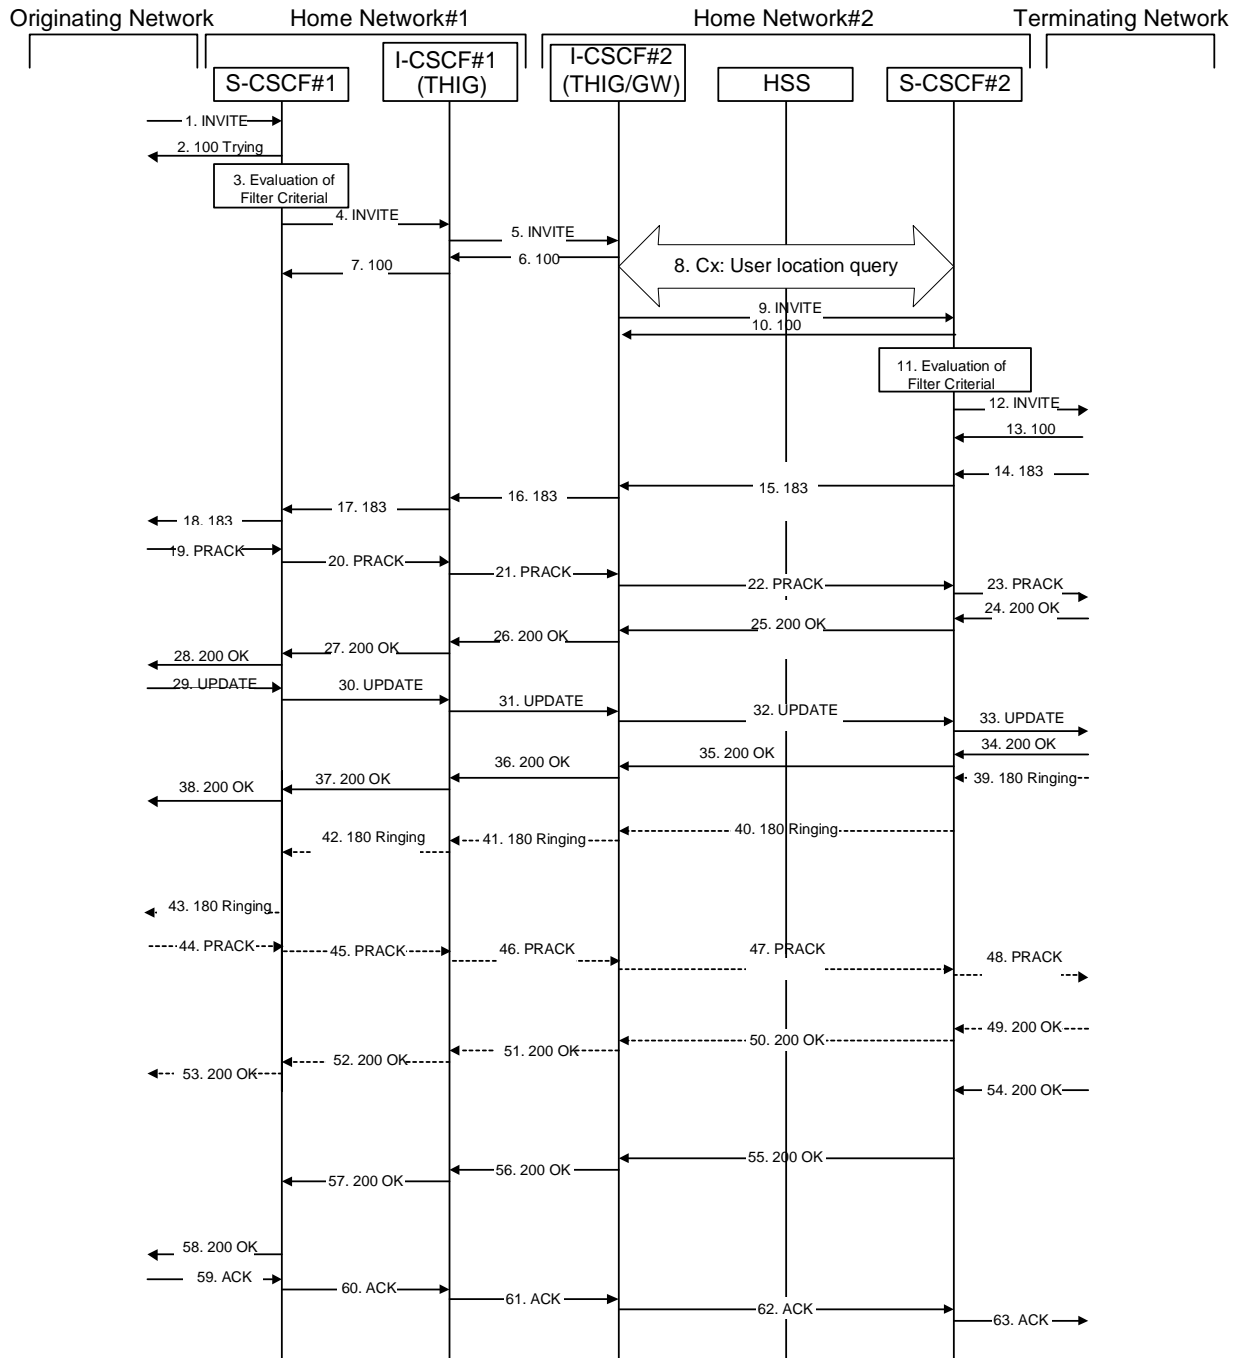 Originating Network
Home Network#1
Home Network#2
Terminating Network
S-CSCF#1
I-CSCF#1
(THIG)
I-CSCF#2
(THIG/GW)
HSS
S-CSCF#2
1. INVITE
2. 100 Trying
3. Evaluation of
Filter Criterial
4. INVITE
5. INVITE
6. 100
7. 100
8. Cx: User location query
9. INVITE
10. 100
11. Evaluation of
Filter Criterial
12. INVITE
13. 100
14. 183
15. 183
16. 183
17. 183
18. 183
19. PRACK
20. PRACK
21. PRACK
22. PRACK
23. PRACK
24. 200 OK
25. 200 OK
26. 200 OK
27. 200 OK
28. 200 OK
29. UPDATE
30. UPDATE
31. UPDATE
32. UPDATE
33. UPDATE
34. 200 OK
35. 200 OK
36. 200 OK
37. 200 OK
38. 200 OK
39. 180 Ringing
40. 180 Ringing
41. 180 Ringing
42. 180 Ringing
43. 180 Ringing
44. PRACK
45. PRACK
46. PRACK
47. PRACK
48. PRACK
49. 200 OK
50. 200 OK
51. 200 OK
52. 200 OK
53. 200 OK
54. 200 OK
55. 200 OK
56. 200 OK
57. 200 OK
58. 200 OK
59. ACK
60. ACK
61. ACK
62. ACK
63. ACK